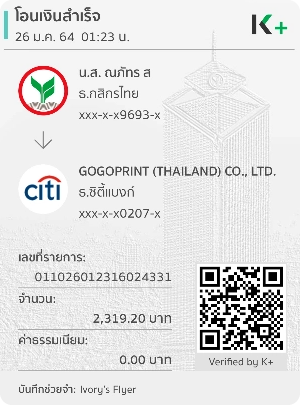 โอนเงินสำเร็จ
26 ม.ค. 64 01:23 น.
K+
น.ส. ณภัทร ส
ธ.กสิกรไทย
xxx-x-x9693-x
citi
GOGOPRINT (THAILAND) CO., LTD.
ธ.ซิตี้แบงก์
xxx-x-x0207-x
เลขที่รายการ:
011026012316024331
จำนวน:
2,319.20 บาท
ค่าธรรมเนียม:
0.00 บาท
Verified by K+
บันทึกช่วยจำ: Ivory's Flyer